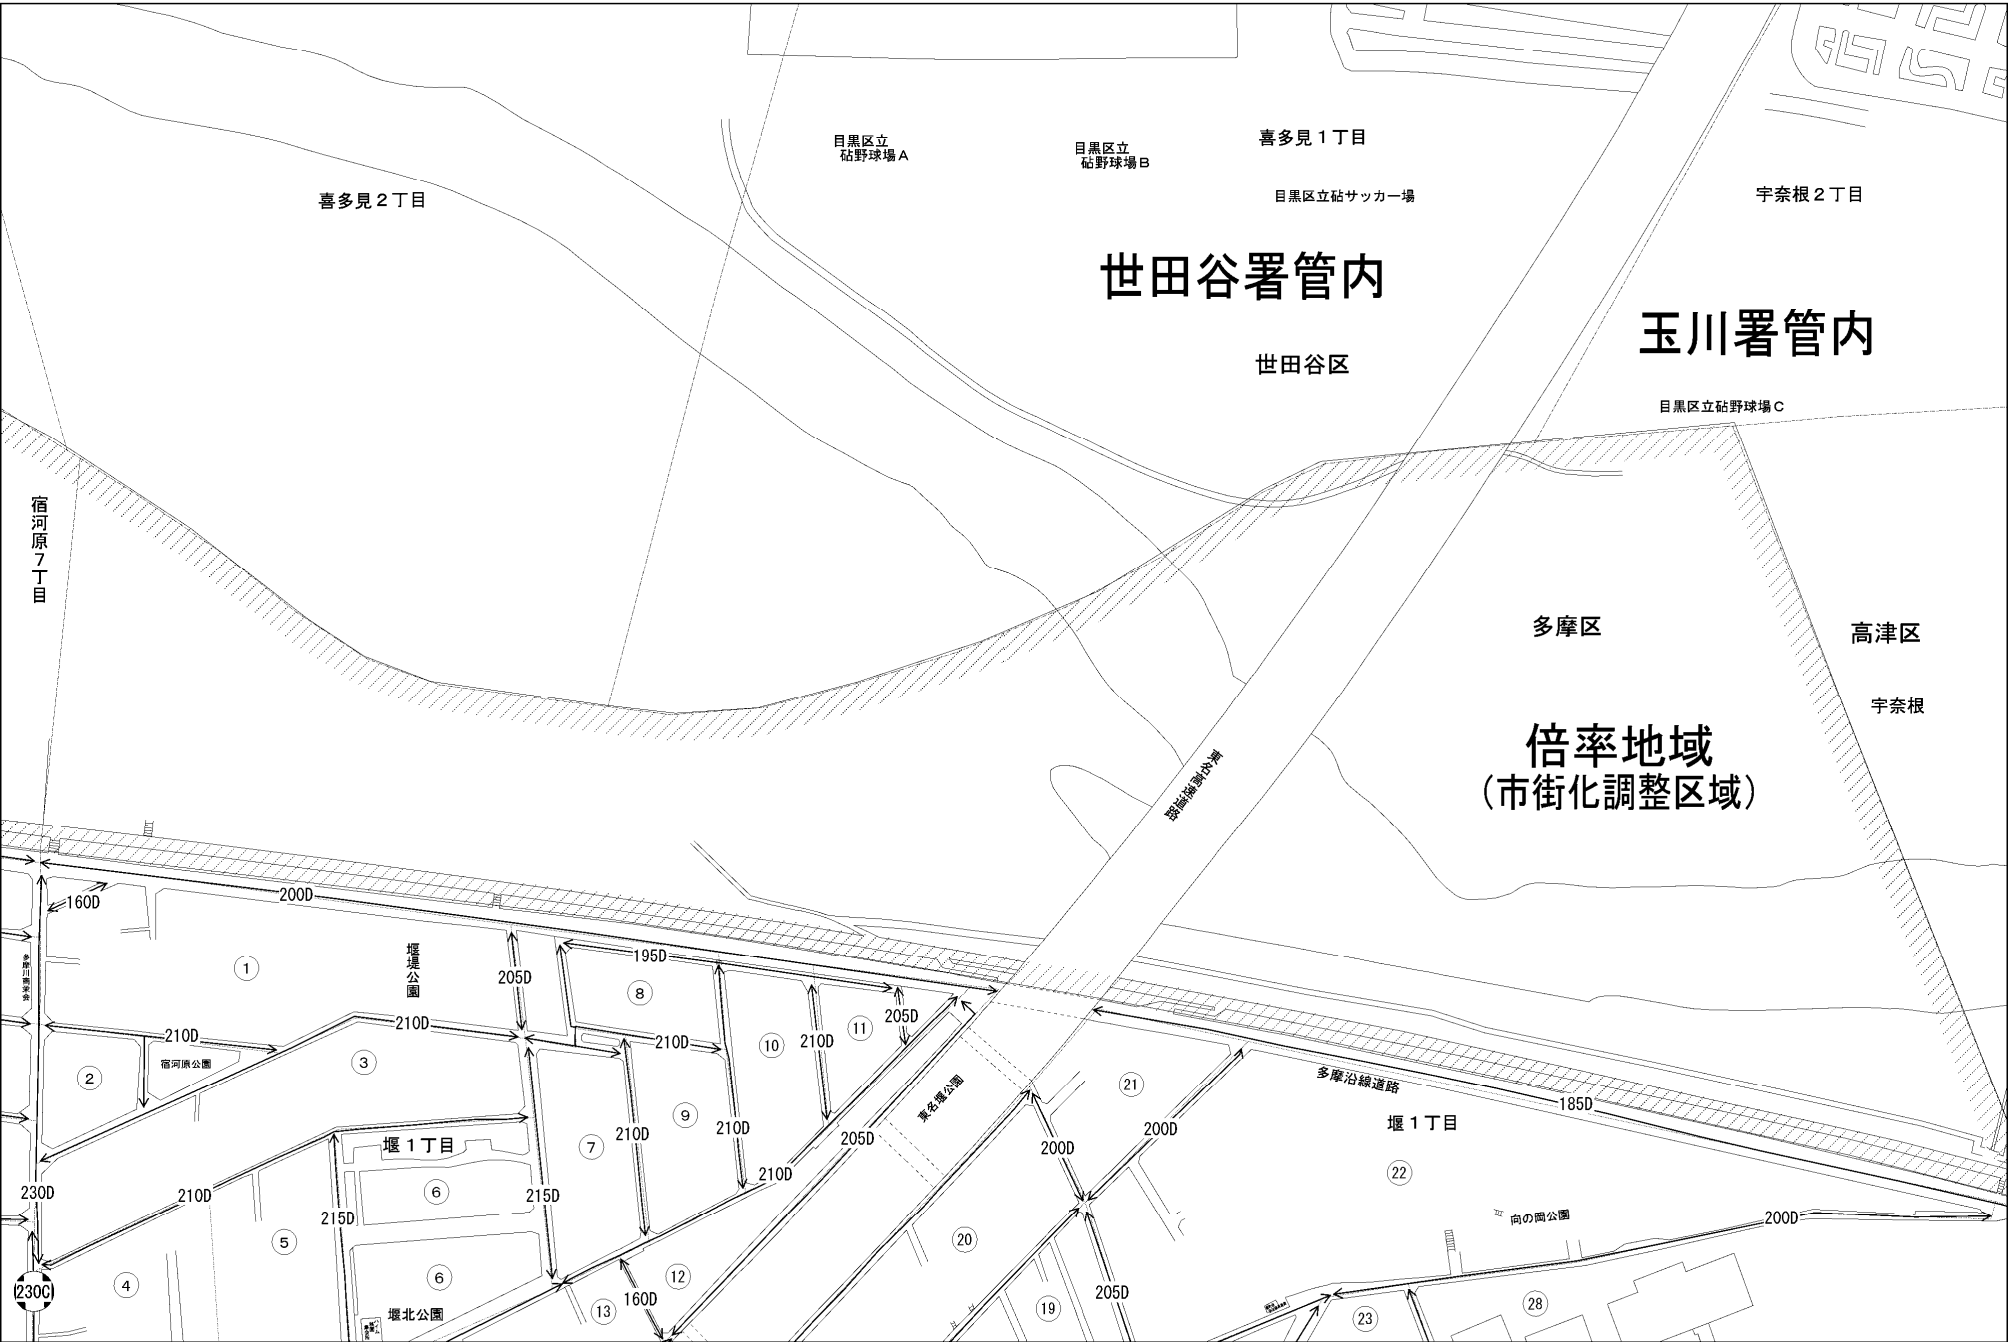 目黒区立
砧野球場A
目黒区立
砧野球場B
喜多見1丁目
喜多見2丁目
目黒区立砧サッカー場
宇奈根2丁目
世田谷署管内
玉川署管内
世田谷区
目黒区立砧野球場C
宿河原7丁目
多摩区
高津区
宇奈根
倍率地域
(市街化調整区域)
東名高速道路
160D
200D
多摩川商栄会
1
堰堤公園
205D
195D
8
210D
宿河原公園
210D
210D
10
210D
11
205D
2
3
9
東名堰公園
21
多摩沿線道路
185D
堰1丁目
堰1丁目
7
210D
210D
205D
200D
200D
22
230D
210D
215D
6
215D
210D
向の岡公園
200D
5
20
230C
4
6
12
205D
堰北公園
13
160D
19
23
28